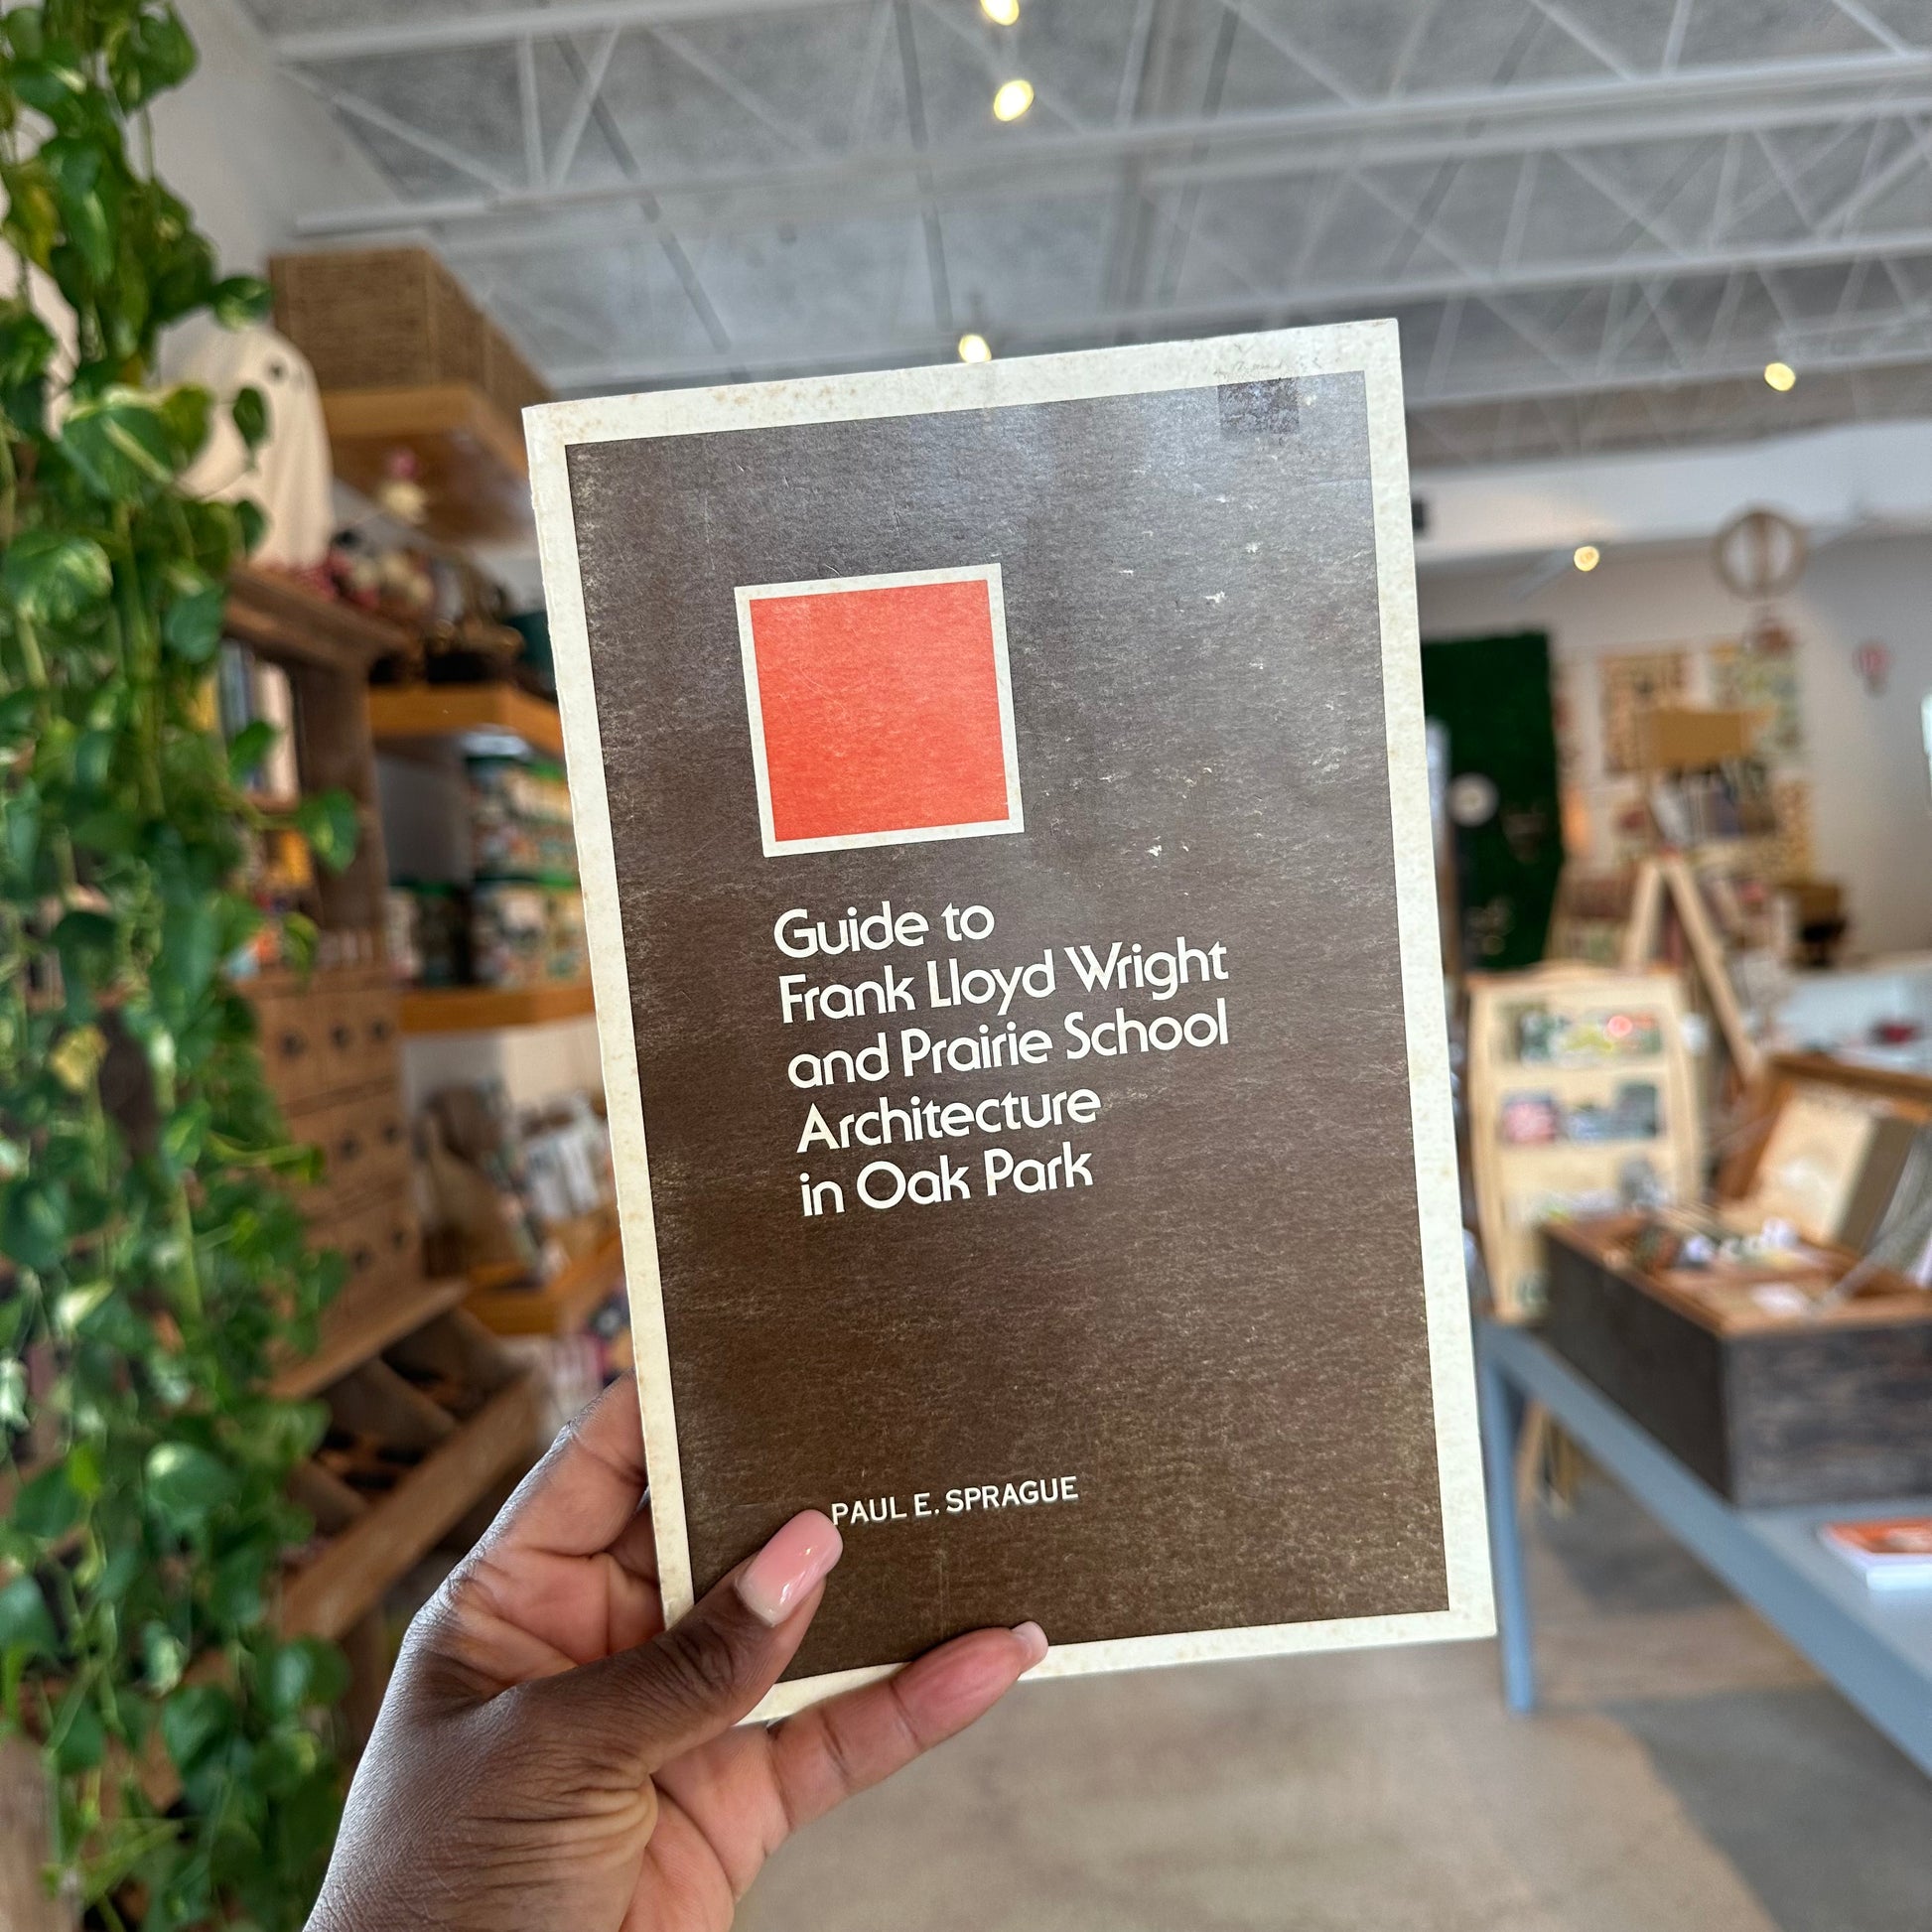 Guide to
Frank Lloyd Wright
and Prairie School
Architecture
in Oak Park
PAUL E. SPRAGUE